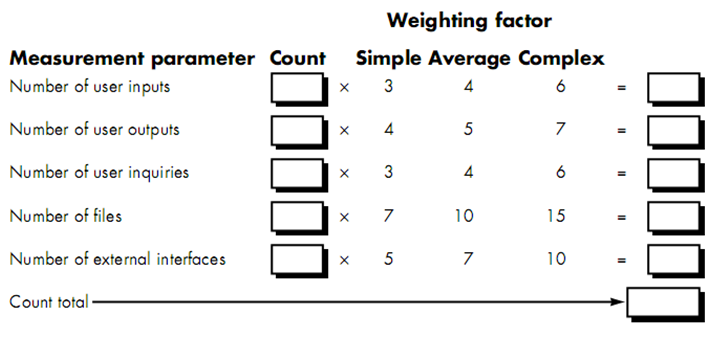 Weighting factor
Measurement parameter Count Simple Average Complex
Number of user inputs × 3 4 6 =
Number of user outputs × 4 5 7 =
Number of user inquiries × 3 4 6 =
Number of files × 7 10 15 =
Number of external interfaces × 5 7 10 =
Count total